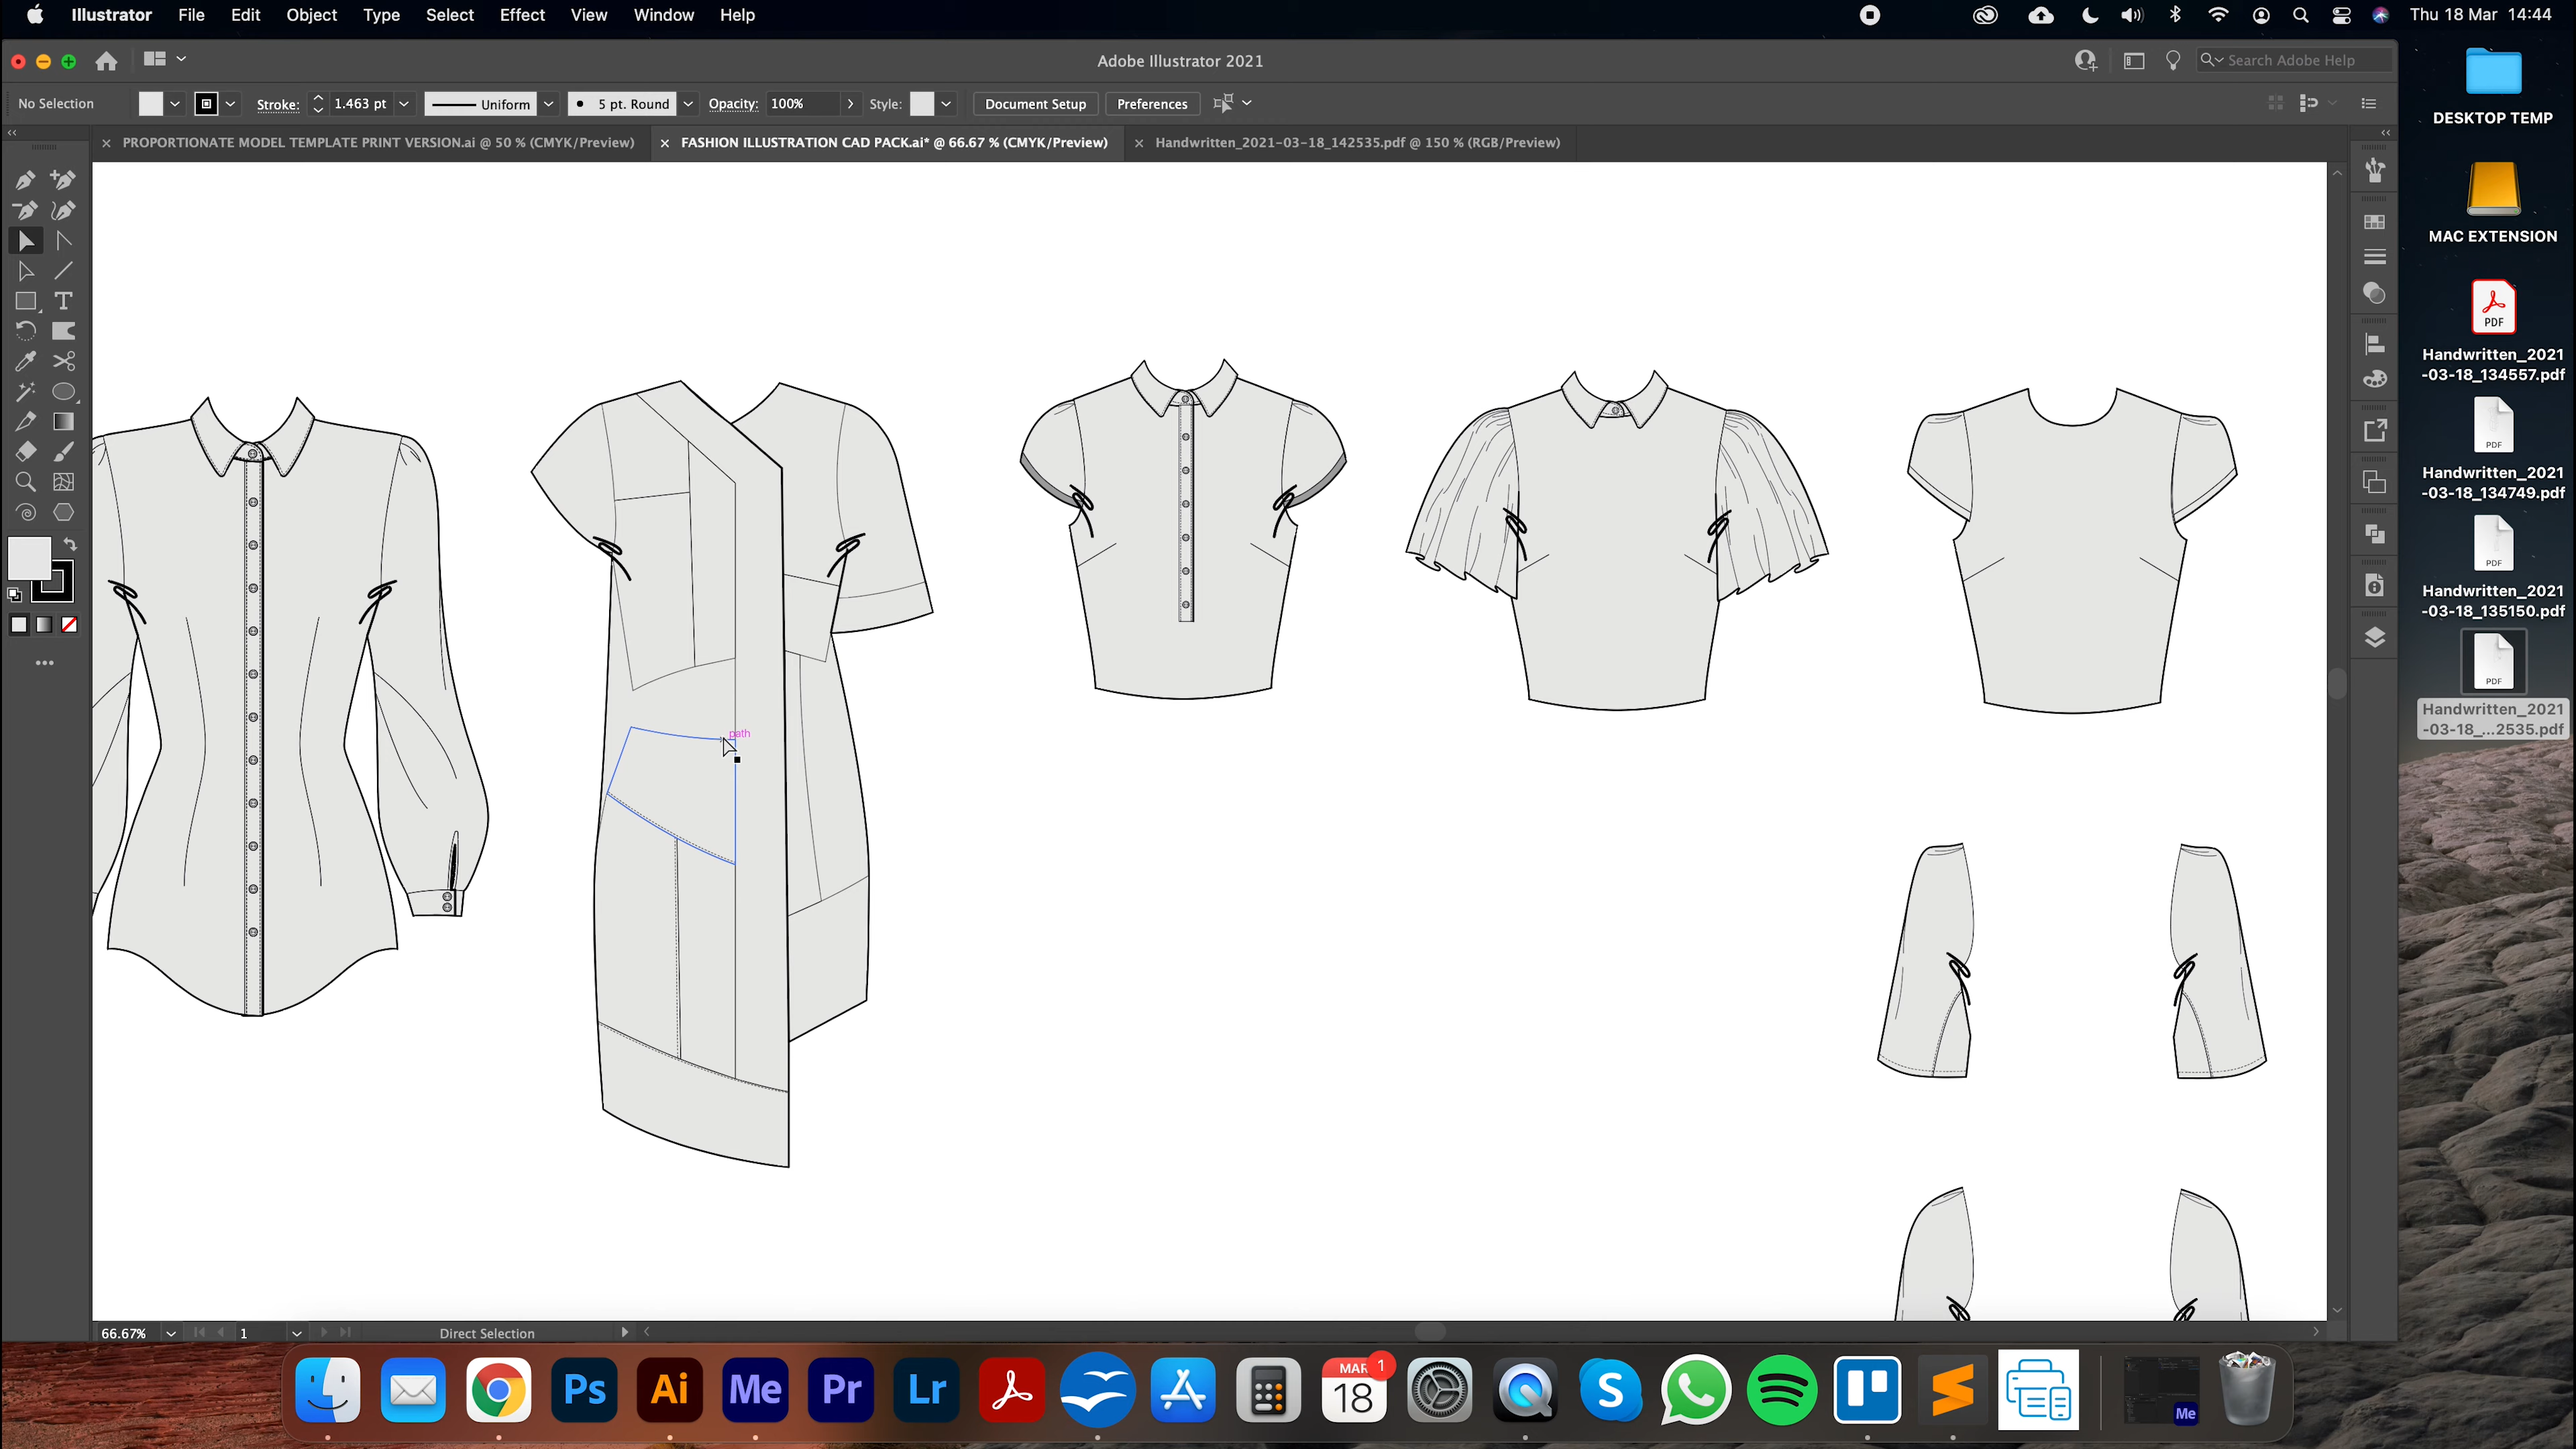 Illustrator File Edit Object Type Select Effect View Window Help
Thu 18 Mar 14:44
Adobe Illustrator 2021
Search Adobe Help
No Selection
Stroke: 1.463 pt
Uniform
5 pt. Round
Opacity: 100%
Style:
Document Setup
Preferences
PROPORTIONATE MODEL TEMPLATE PRINT VERSION.ai @ 50 % (CMYK/Preview)
FASHION ILLUSTRATION CAD PACK.ai* @ 66.67 % (CMYK/Preview)
Handwritten_2021-03-18_142535.pdf @ 150 % (RGB/Preview)
DESKTOP TEMP
MAC EXTENSION
PDF
Handwritten_2021
-03-18_134557.pdf
PDF
Handwritten_2021
-03-18_134749.pdf
PDF
Handwritten_2021
-03-18_135150.pdf
PDF
Handwritten_2021
-03-18_...2535.pdf
path
66.67%
1
Direct Selection
Ps
Ai
Me
Pr
Lr
MAR
1
18
S
Me